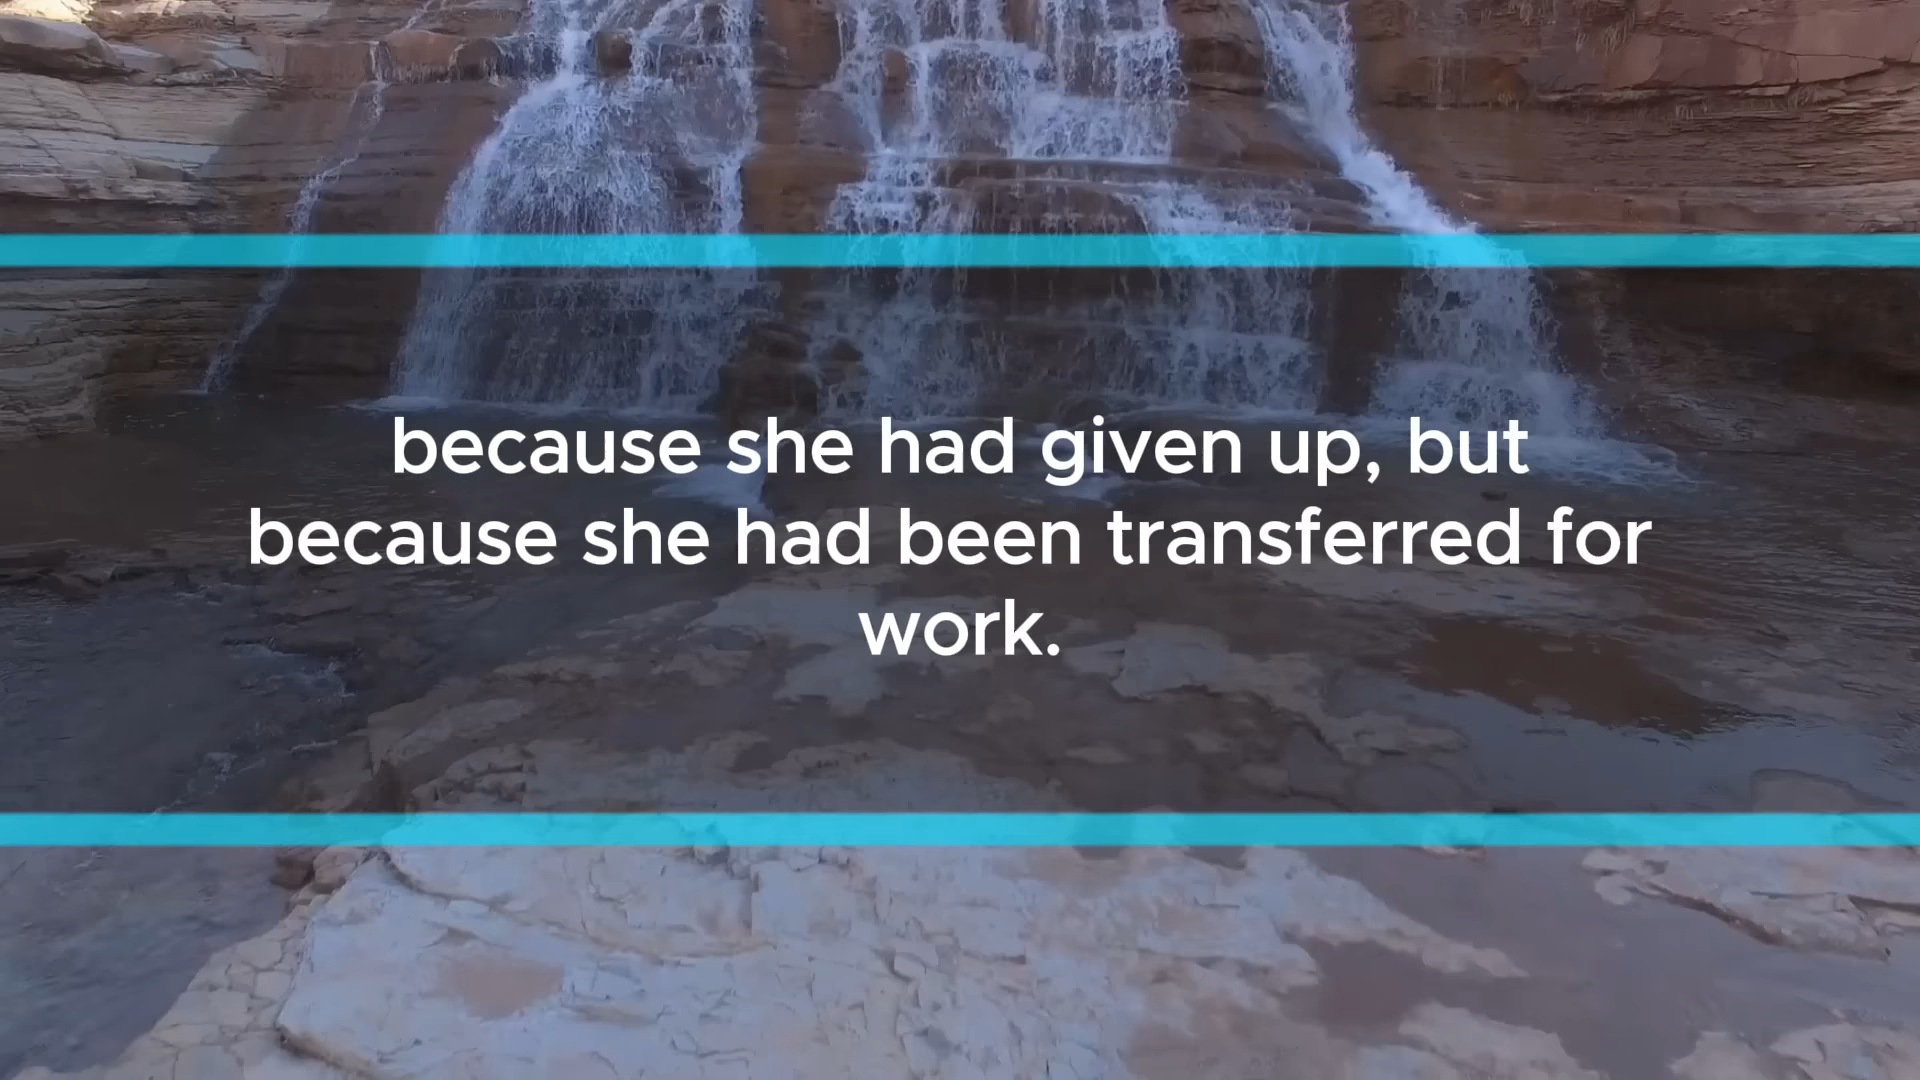 because she had given up, but
because she had been transferred for
work.